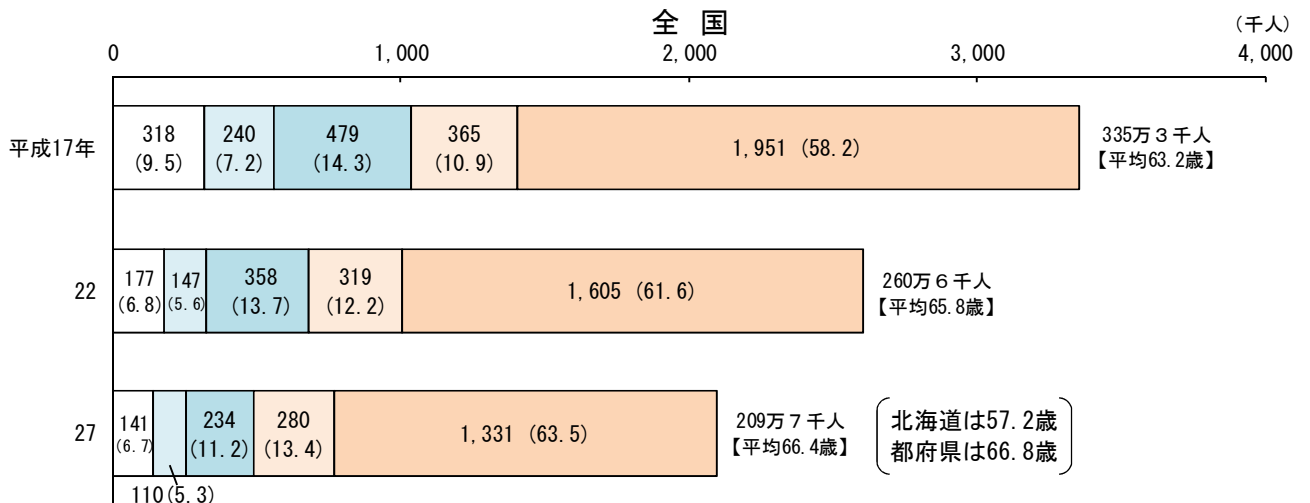 全 国
(千人)
0 1,000 2,000 3,000 4,000
平成17年
318
(9.5)
240
(7.2)
479
(14.3)
365
(10.9)
1,951 (58.2)
335万3千人
【平均63.2歳】
22
177
(6.8)
147
(5.6)
358
(13.7)
319
(12.2)
1,605 (61.6)
260万6千人
【平均65.8歳】
27
141
(6.7)
110(5.3)
234
(11.2)
280
(13.4)
1,331 (63.5)
209万7千人
【平均66.4歳】
北海道は57.2歳
都府県は66.8歳